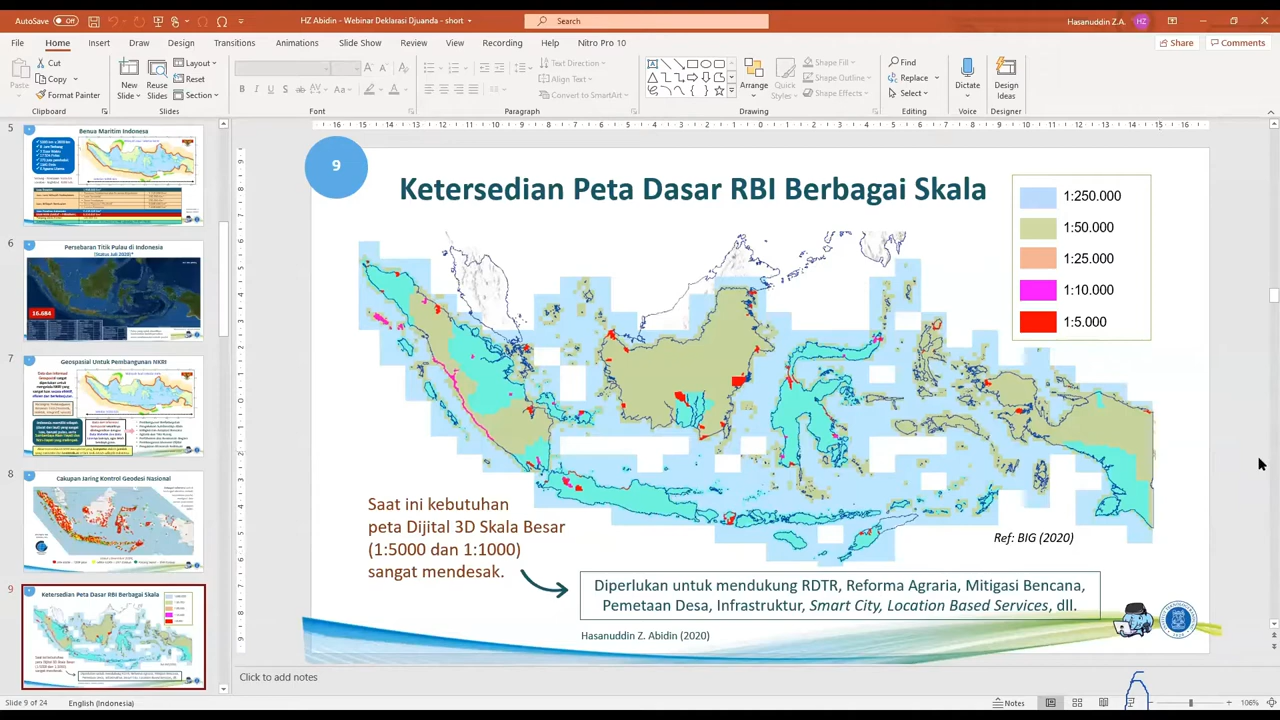 AutoSave
Off
HZ Abidin - Webinar Deklarasi Djuanda - short
Search
Hasanuddin Z.A.
HZ
File
Home
Insert
Draw
Design
Transitions
Animations
Slide Show
Review
View
Recording
Help
Nitro Pro 10
Share
Comments
Paste
Cut
Copy
Format Painter
Clipboard
New Slide
Reuse Slides
Layout
Reset
Section
Slides
Font
Text Direction
Align Text
Convert to SmartArt
Paragraph
Arrange
Quick Styles
Shape Fill
Shape Outline
Shape Effects
Drawing
Find
Replace
Select
Editing
Dictate
Voice
Design Ideas
Designer
5
Benua Maritim Indonesa
6
Persebaran Titik Pulau di Indonesia
(Status Juli 2020)*
16.684
7
Geospasial Untuk Pembangunan NKRI
8
Cakupan Jaring Kontrol Geodesi Nasional
9
Ketersedian Peta Dasar RBI Berbagai Skala
9
Ketersedian Peta Dasar RBI Berbagai Skala
1:250.000
1:50.000
1:25.000
1:10.000
1:5.000
Saat ini kebutuhan
peta Dijital 3D Skala Besar
(1:5000 dan 1:1000)
sangat mendesak.
Ref: BIG (2020)
Diperlukan untuk mendukung RDTR, Reforma Agraria, Mitigasi Bencana,
Pemetaan Desa, Infrastruktur, Smart City, Location Based Services, dll.
Hasanuddin Z. Abidin (2020)
Click to add notes
Slide 9 of 24
English (Indonesia)
Notes
106%